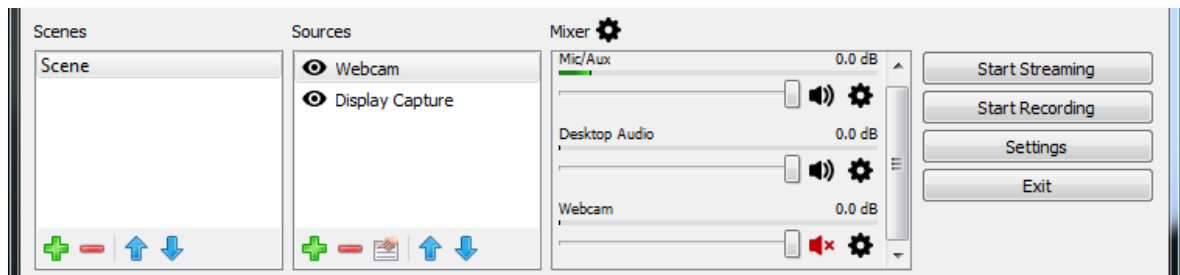 Scenes
Sources
Mixer
Scene
Webcam
Display Capture
Mic/Aux 0.0 dB
Desktop Audio 0.0 dB
Webcam 0.0 dB
Start Streaming
Start Recording
Settings
Exit